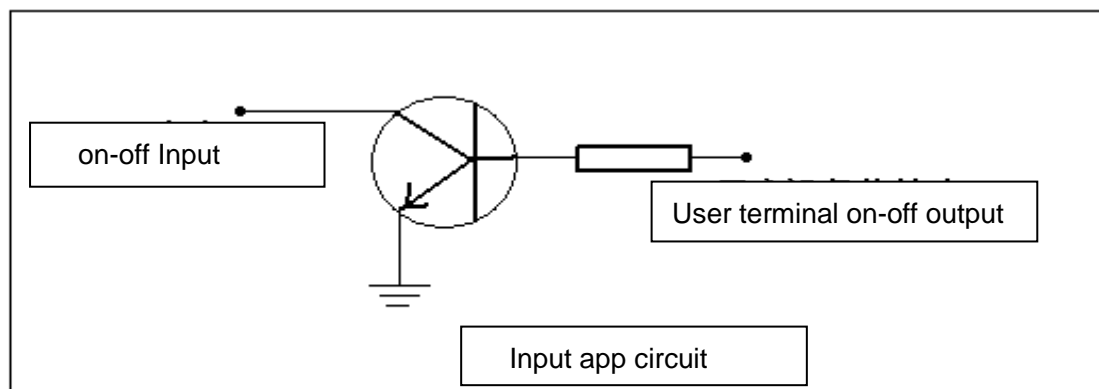 on-off Input
User terminal on-off output
Input app circuit